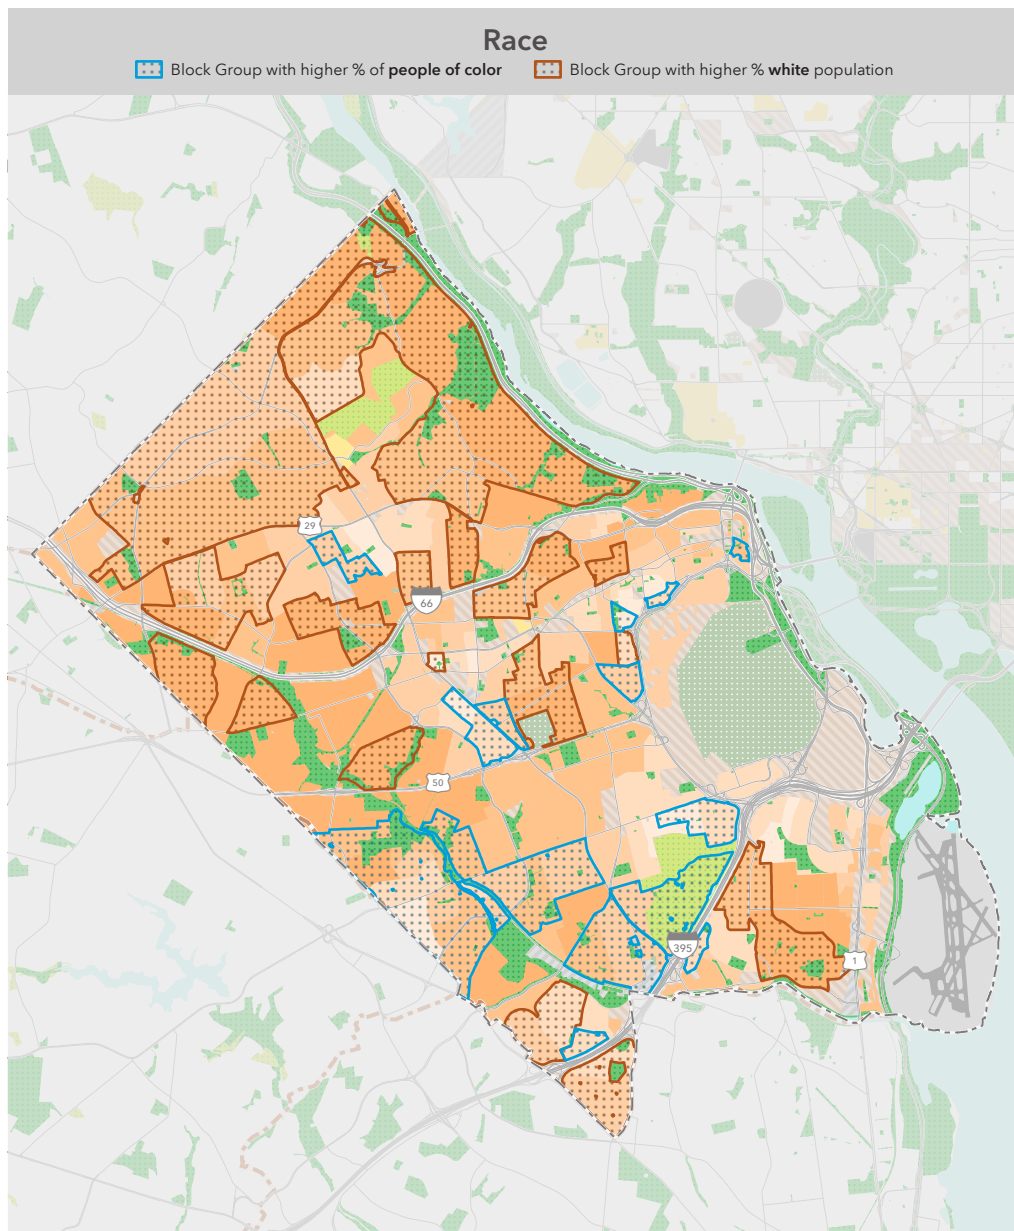 Race
Block Group with higher % of people of color
Block Group with higher % white population
29
66
50
395
1